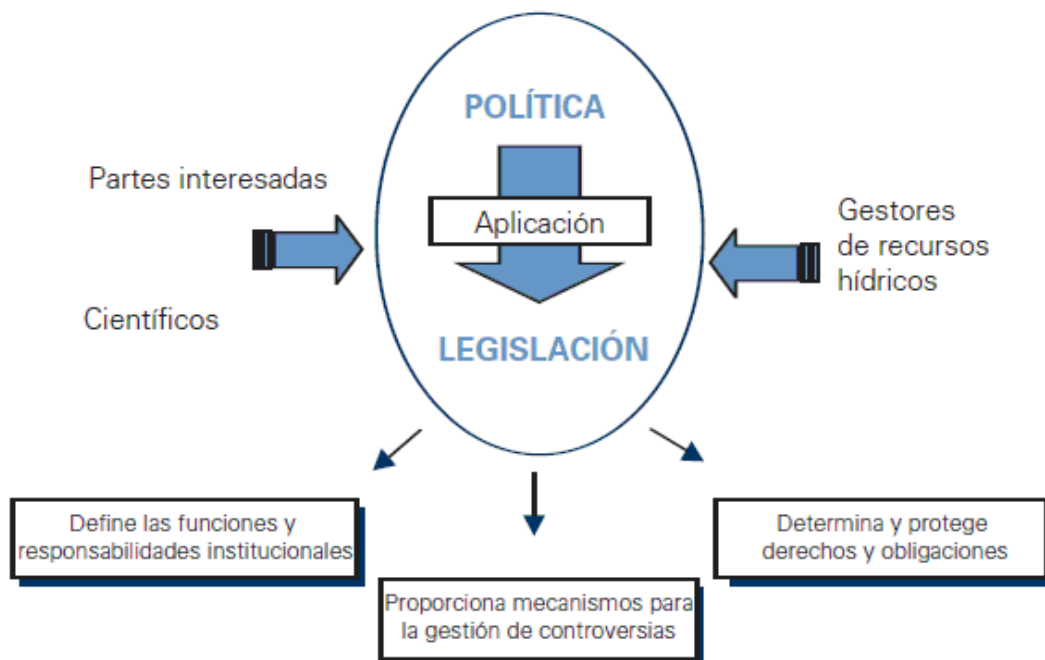 POLÍTICA
Partes interesadas
Aplicación
Gestores
de recursos
hídricos
Científicos
LEGISLACIÓN
Define las funciones y
responsabilidades institucionales
Proporciona mecanismos para
la gestión de controversias
Determina y protege
derechos y obligaciones